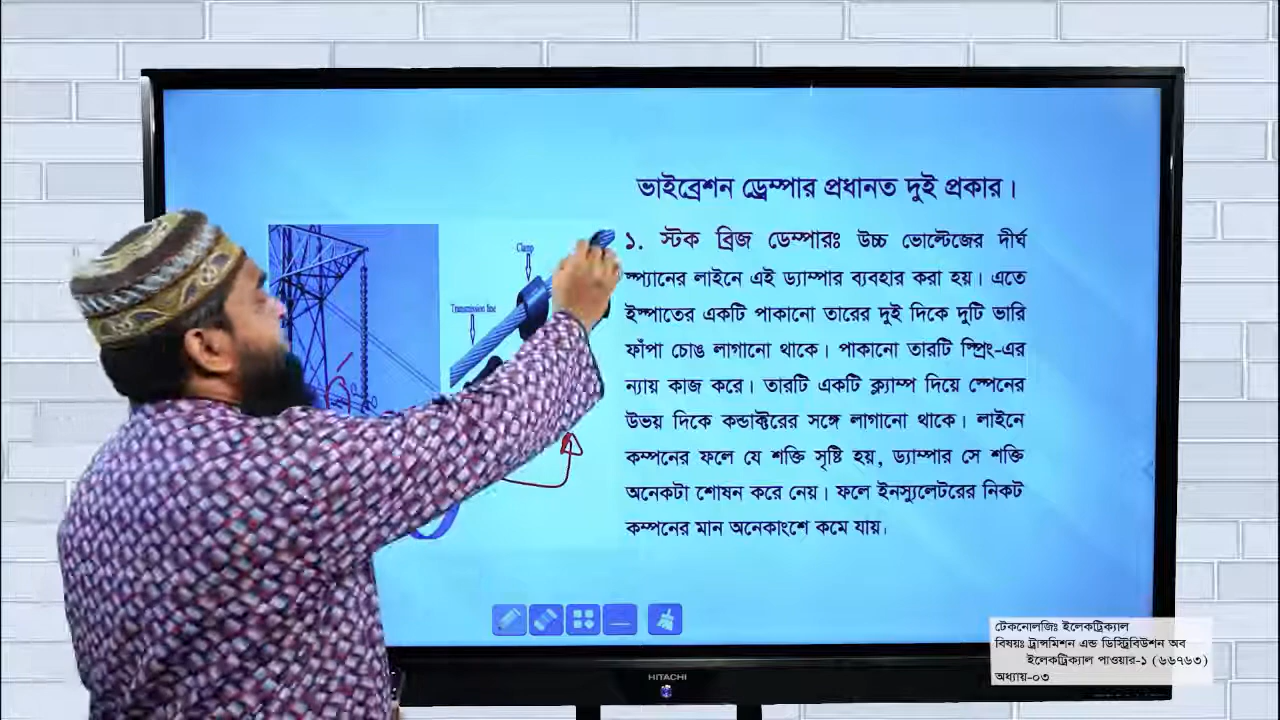 ভাইব্রেশন ড্রেম্পার প্রধানত দুই প্রকার।
১. স্টক ব্রিজ ডেম্পারঃ উচ্চ ভোল্টেজের দীর্ঘ
স্প্যানের লাইনে এই ড্যাম্পার ব্যবহার করা হয়। এতে
ইস্পাতের একটি পাকানো তারের দুই দিকে দুটি ভারি
ফাঁপা চোঙ লাগানো থাকে। পাকানো তারটি স্প্রিং-এর
ন্যায় কাজ করে। তারটি একটি ক্ল্যাম্প দিয়ে স্পেনের
উভয় দিকে কন্ডাক্টরের সঙ্গে লাগানো থাকে। লাইনে
কম্পনের ফলে যে শক্তি সৃষ্টি হয়, ড্যাম্পার সে শক্তি
অনেকটা শোষন করে নেয়। ফলে ইনস্যুলেটরের নিকট
কম্পনের মান অনেকাংশে কমে যায়।
Clamp
Transmission line
HITACHI
টেকনোলজিঃ ইলেকট্রিক্যাল
বিষয়ঃ ট্রান্সমিশন এন্ড ডিস্ট্রিবিউশন অব
ইলেকট্রিক্যাল পাওয়ার-১ (৬৬৭৬৩)
অধ্যায়-০৩